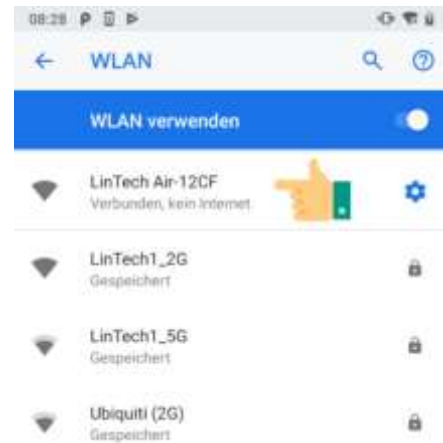 08:28
WLAN
WLAN verwenden
LinTech Air-12CF
Verbunden, kein Internet
LinTech1_2G
Gespeichert
LinTech1_5G
Gespeichert
Ubiquiti (2G)
Gespeichert